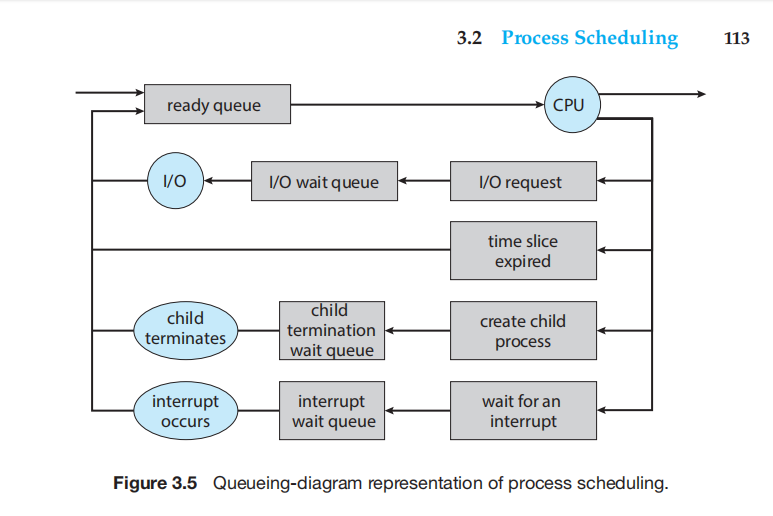 3.2 Process Scheduling 113
ready queue
CPU
I/O
I/O wait queue
I/O request
time slice
expired
child
terminates
child
termination
wait queue
create child
process
interrupt
occurs
interrupt
wait queue
wait for an
interrupt
Figure 3.5 Queueing-diagram representation of process scheduling.